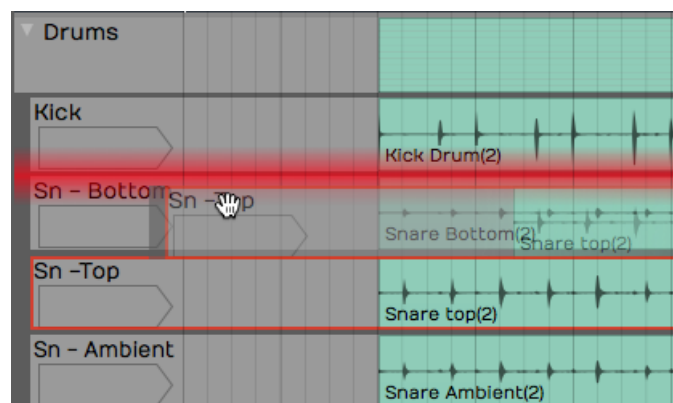 Drums
Kick
Kick Drum(2)
Sn - Bottom
Sn -Top
Snare Bottom(2)
Snare top(2)
Sn -Top
Snare top(2)
Sn - Ambient
Snare Ambient(2)